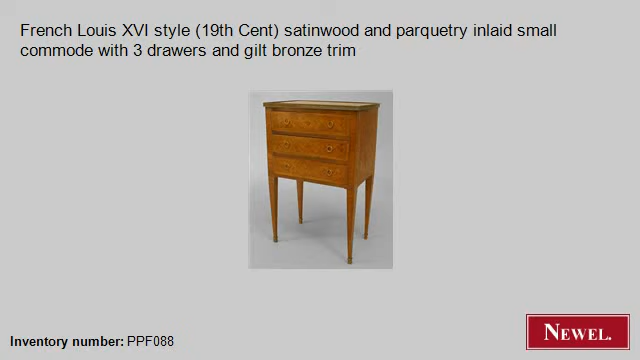 French Louis XVI style (19th Cent) satinwood and parquetry inlaid small
commode with 3 drawers and gilt bronze trim
NEWEL.
Inventory number: PPF088